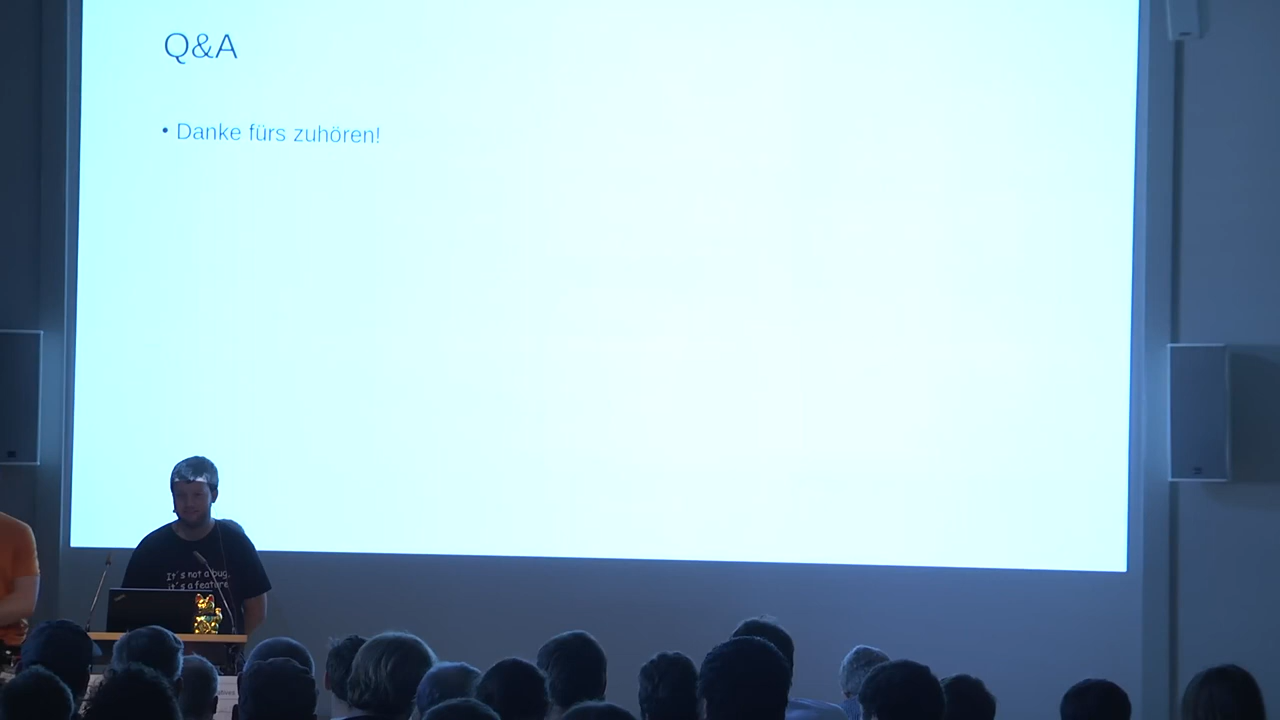 Q&A
• Danke fürs zuhören!
It's not a bug,
it's a feature